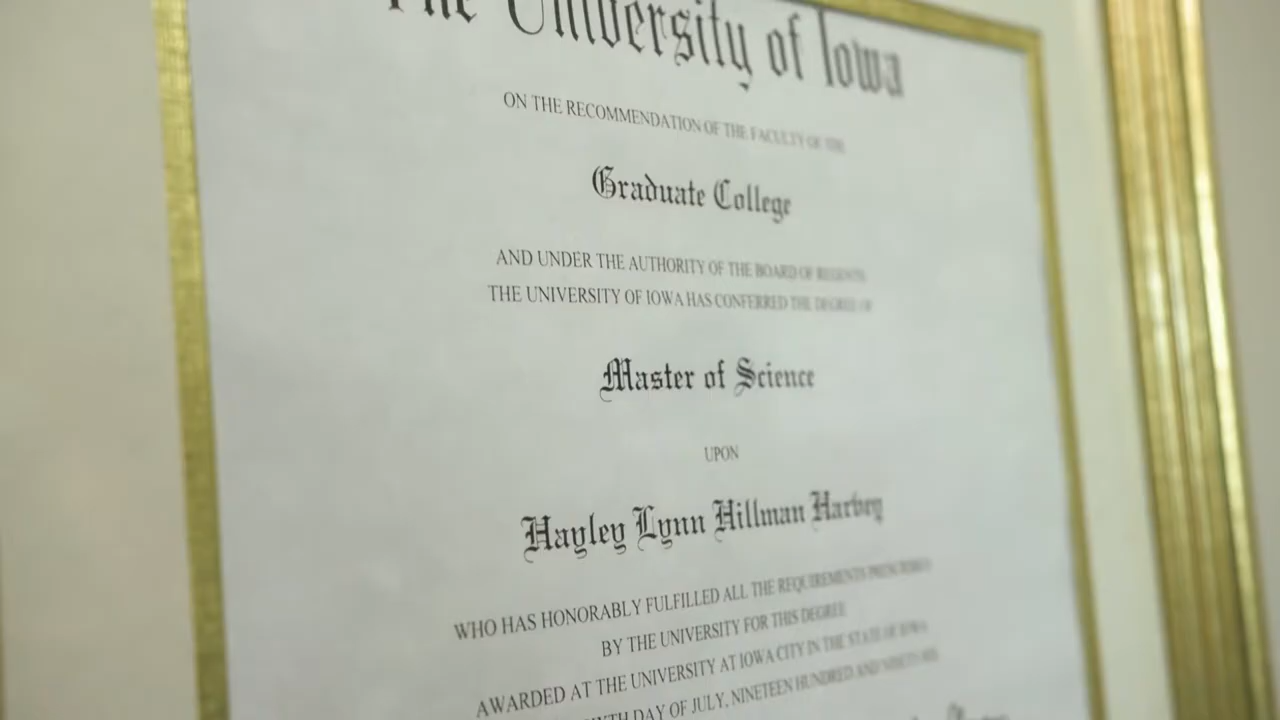 The University of Iowa
ON THE RECOMMENDATION OF THE FACULTY OF THE
Graduate College
AND UNDER THE AUTHORITY OF THE BOARD OF REGENTS
THE UNIVERSITY OF IOWA HAS CONFERRED THE DEGREE OF
Master of Science
UPON
Hayley Lynn Hillman Harvey
WHO HAS HONORABLY FULFILLED ALL THE REQUIREMENTS PRESCRIBED
BY THE UNIVERSITY FOR THIS DEGREE
AWARDED AT THE UNIVERSITY AT IOWA CITY IN THE STATE OF IOWA
DAY OF JULY, NINETEEN HUNDRED AND NINETY